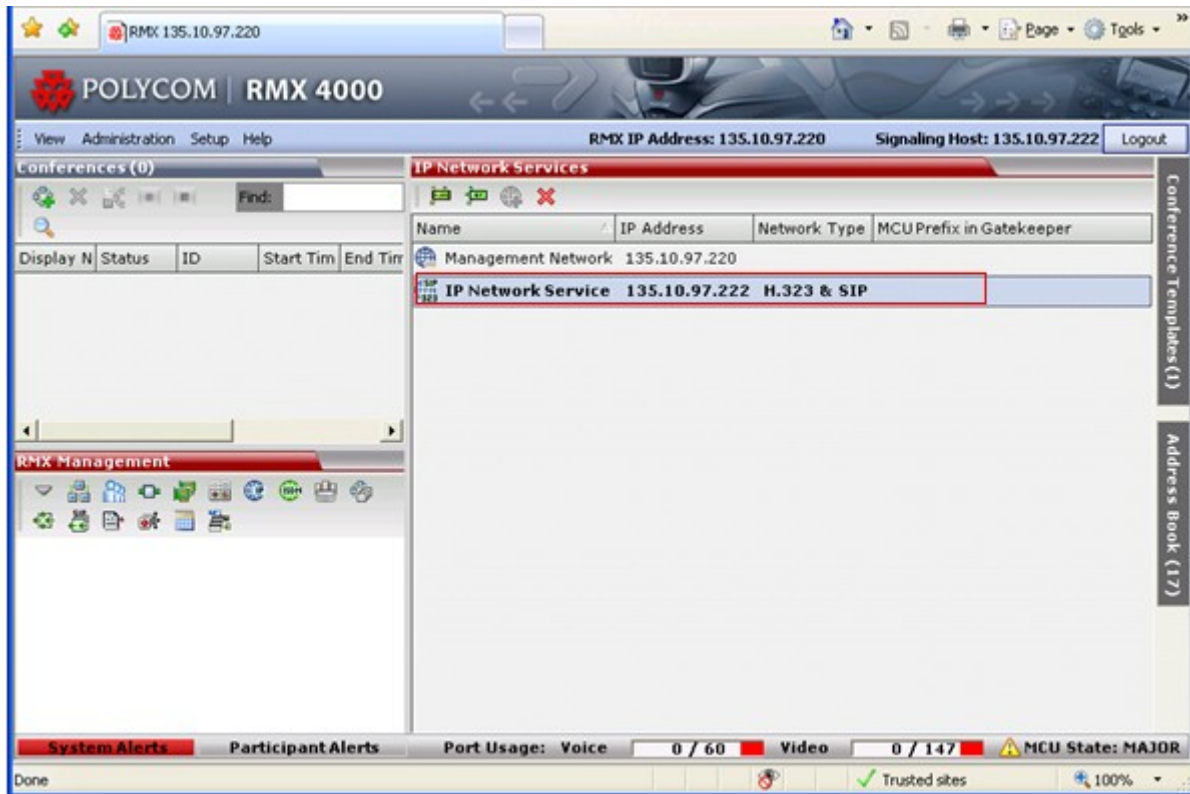 RMX 135.10.97.220
Page
Tools
»
POLYCOM | RMX 4000
View Administration Setup Help
RMX IP Address: 135.10.97.220
Signaling Host: 135.10.97.222
Logout
Conferences (0)
Find:
Display N Status ID Start Tim End Tim
IP Network Services
Name IP Address Network Type MCU Prefix in Gatekeeper
Management Network 135.10.97.220
IP Network Service 135.10.97.222 H.323 & SIP
Conference Templates (1)
Address Book (17)
RMX Management
System Alerts Participant Alerts Port Usage: Voice 0 / 60 Video 0 / 147 MCU State: MAJOR
Done Trusted sites 100%